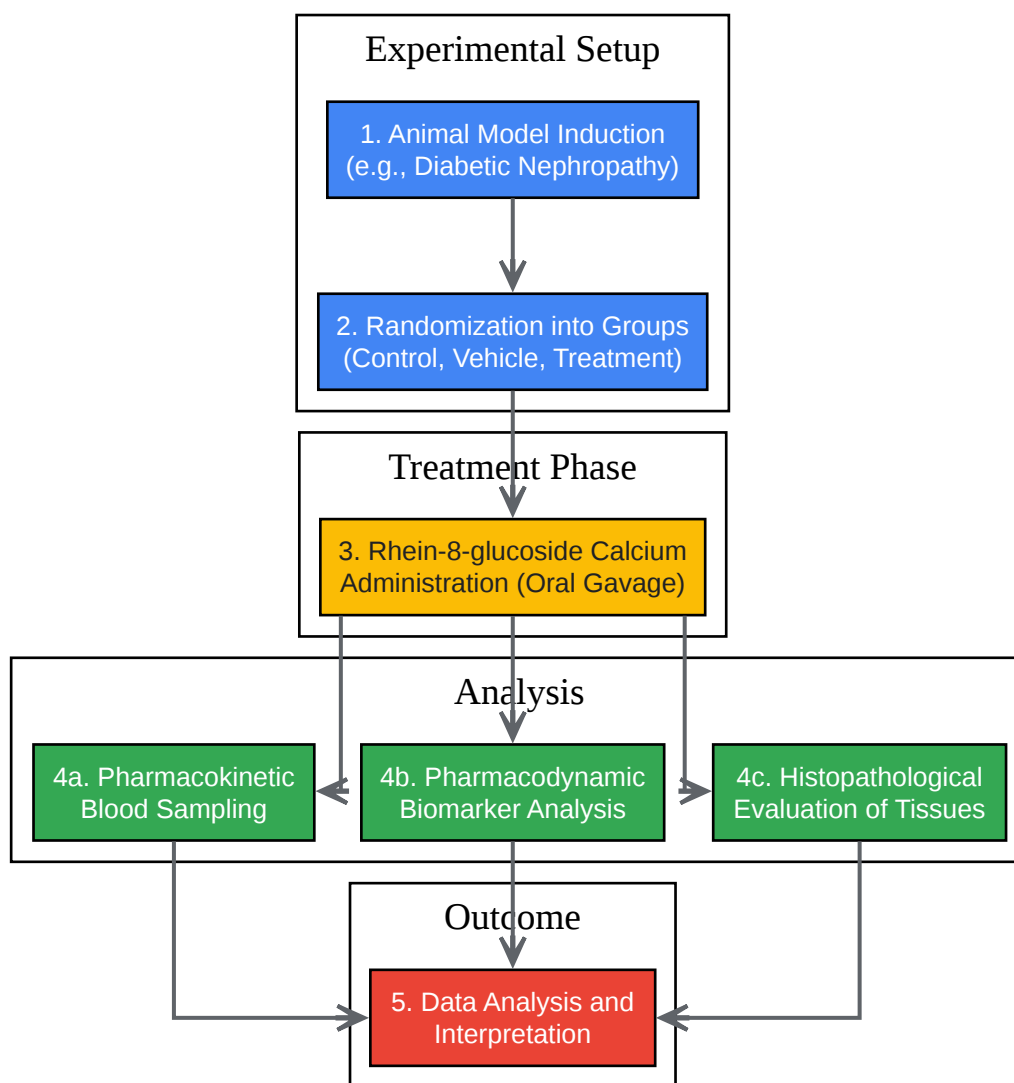 Experimental Setup
1. Animal Model Induction
(e.g., Diabetic Nephropathy)
2. Randomization into Groups
(Control, Vehicle, Treatment)
Treatment Phase
3. Rhein-8-glucoside Calcium
Administration (Oral Gavage)
Analysis
4a. Pharmacokinetic
Blood Sampling
4b. Pharmacodynamic
Biomarker Analysis
4c. Histopathological
Evaluation of Tissues
Outcome
5. Data Analysis and
Interpretation